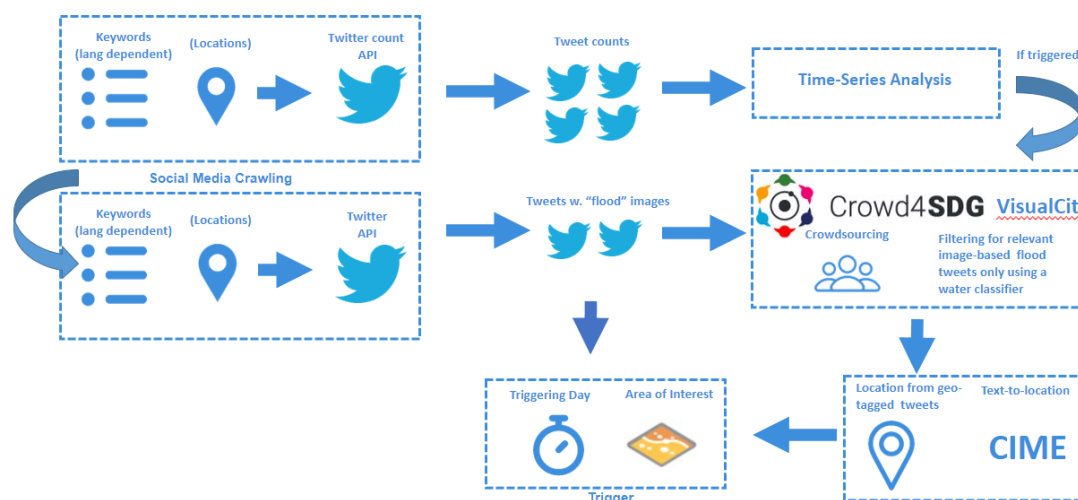 Keywords
(lang dependent)
(Locations)
Twitter count
API
Tweet counts
Time-Series Analysis
If triggered
Social Media Crawling
Keywords
(lang dependent)
(Locations)
Twitter
API
Tweets w. “flood” images
Crowd4SDG
VisualCit
Crowdsourcing
Filtering for relevant
image-based flood
tweets only using a
water classifier
Triggering Day
Area of Interest
Location from geo-
tagged tweets
Text-to-location
CIME
Trigger